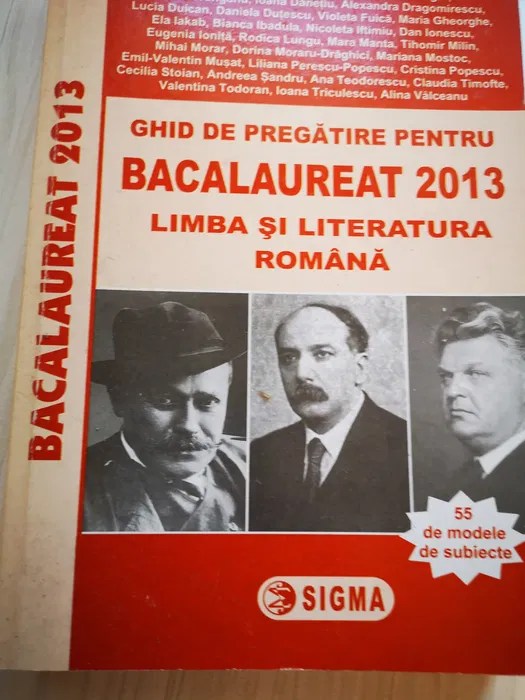 Ioana Danețiu, Alexandra Dragomirescu,
Lucia Dulcan, Daniela Dutescu, Violeta Fuică, Maria Gheorghe,
Ela Iakab, Bianca Ibadula, Nicoleta Iftimiu, Dan Ionescu,
Eugenia Ioniță, Rodica Lungu, Mara Manta, Tihomir Milin,
Mihai Morar, Dorina Moraru-Drăghici, Mariana Mostoc,
Emil-Valentin Mușat, Liliana Perescu-Popescu, Cristina Popescu,
Cecilia Stoian, Andreea Șandru, Ana Teodorescu, Claudia Timofte,
Valentina Todoran, Ioana Triculescu, Alina Vâlceanu
BACALAUREAT 2013
GHID DE PREGĂTIRE PENTRU
BACALAUREAT 2013
LIMBA ȘI LITERATURA
ROMÂNĂ
55
de modele
de subiecte
SIGMA